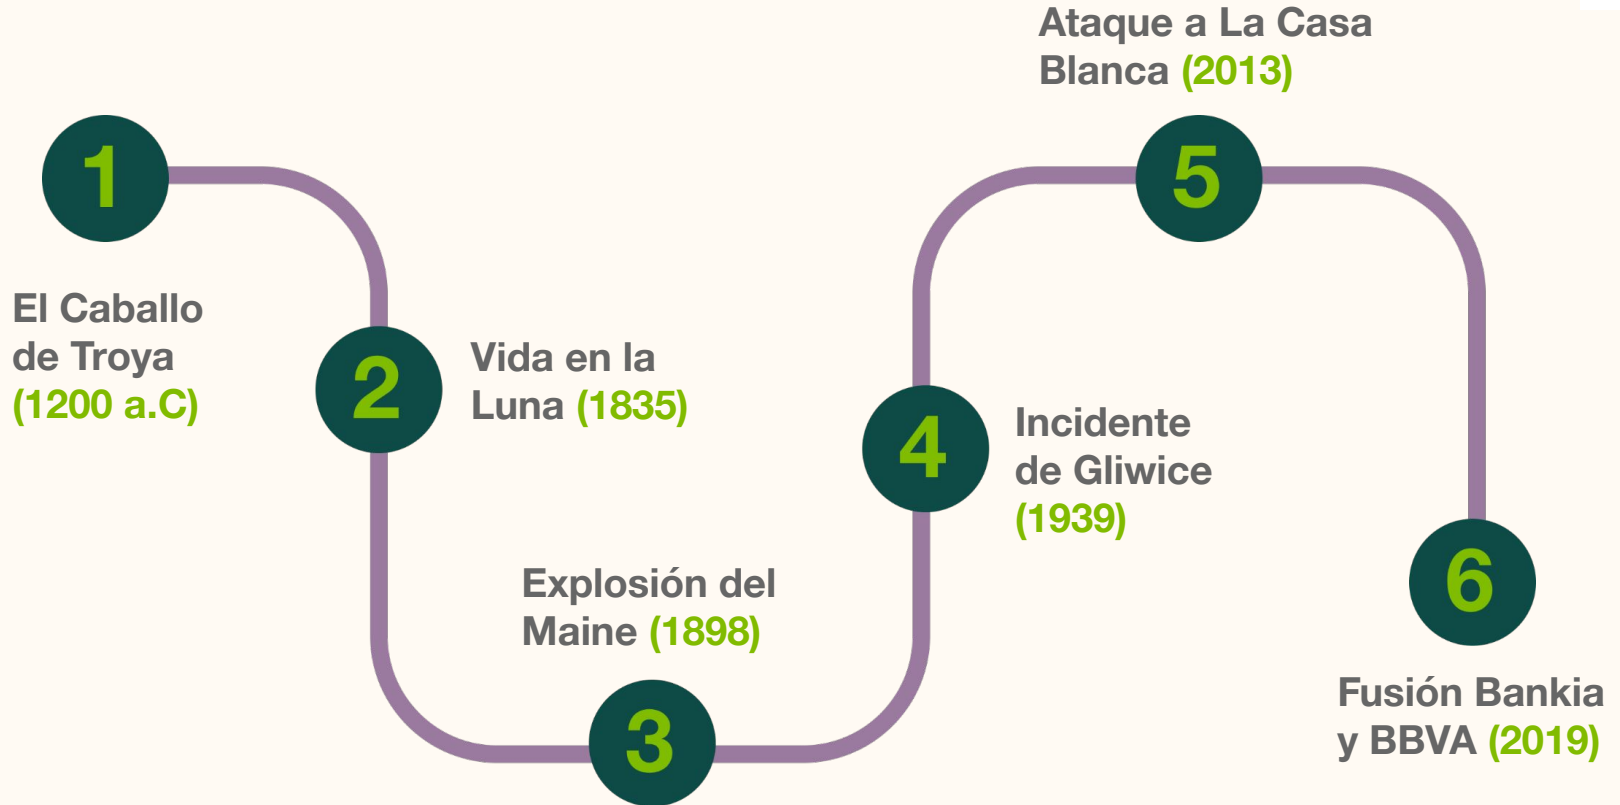 1
El Caballo
de Troya
(1200 a.C)
2
Vida en la
Luna (1835)
3
Explosión del
Maine (1898)
4
Incidente
de Gliwice
(1939)
5
Ataque a La Casa
Blanca (2013)
6
Fusión Bankia
y BBVA (2019)